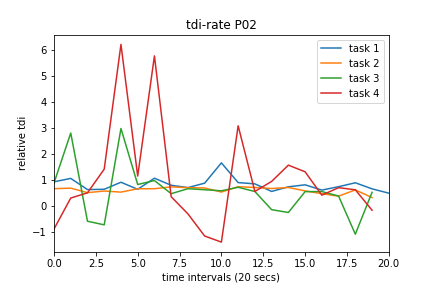 tdi-rate P02
task 1
task 2
task 3
task 4
relative tdi
6
5
4
3
2
1
0
−1
0.0 2.5 5.0 7.5 10.0 12.5 15.0 17.5 20.0
time intervals (20 secs)